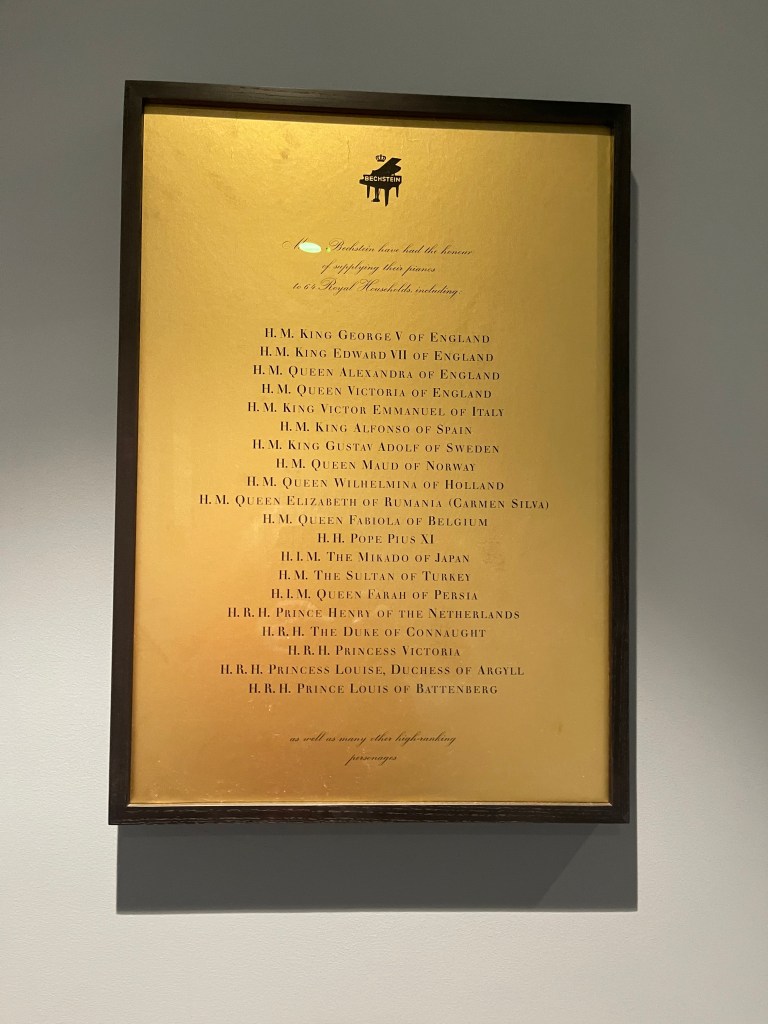 BECHSTEIN
Bechstein have had the honour
of supplying their pianos
to 64 Royal Households, including:
H. M. KING GEORGE V OF ENGLAND
H. M. KING EDWARD VII OF ENGLAND
H. M. QUEEN ALEXANDRA OF ENGLAND
H. M. QUEEN VICTORIA OF ENGLAND
H. M. KING VICTOR EMMANUEL OF ITALY
H. M. KING ALFONSO OF SPAIN
H. M. KING GUSTAV ADOLF OF SWEDEN
H. M. QUEEN MAUD OF NORWAY
H. M. QUEEN WILHELMINA OF HOLLAND
H. M. QUEEN ELIZABETH OF RUMANIA (CARMEN SILVA)
H. M. QUEEN FABIOLA OF BELGIUM
H. H. POPE PIUS XI
H. I. M. THE MIKADO OF JAPAN
H. M. THE SULTAN OF TURKEY
H. I. M. QUEEN FARAH OF PERSIA
H. R. H. PRINCE HENRY OF THE NETHERLANDS
H. R. H. THE DUKE OF CONNAUGHT
H. R. H. PRINCESS VICTORIA
H. R. H. PRINCESS LOUISE, DUCHESS OF ARGYLL
H. R. H. PRINCE LOUIS OF BATTENBERG
as well as many other high-ranking
personages